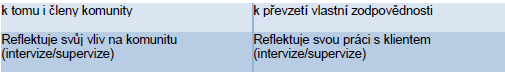 k tomu i členy komunity
k převzetí vlastní zodpovědnosti
Reflektuje svůj vliv na komunitu
(intervize/supervize)
Reflektuje svou práci s klientem
(intervize/supervize)